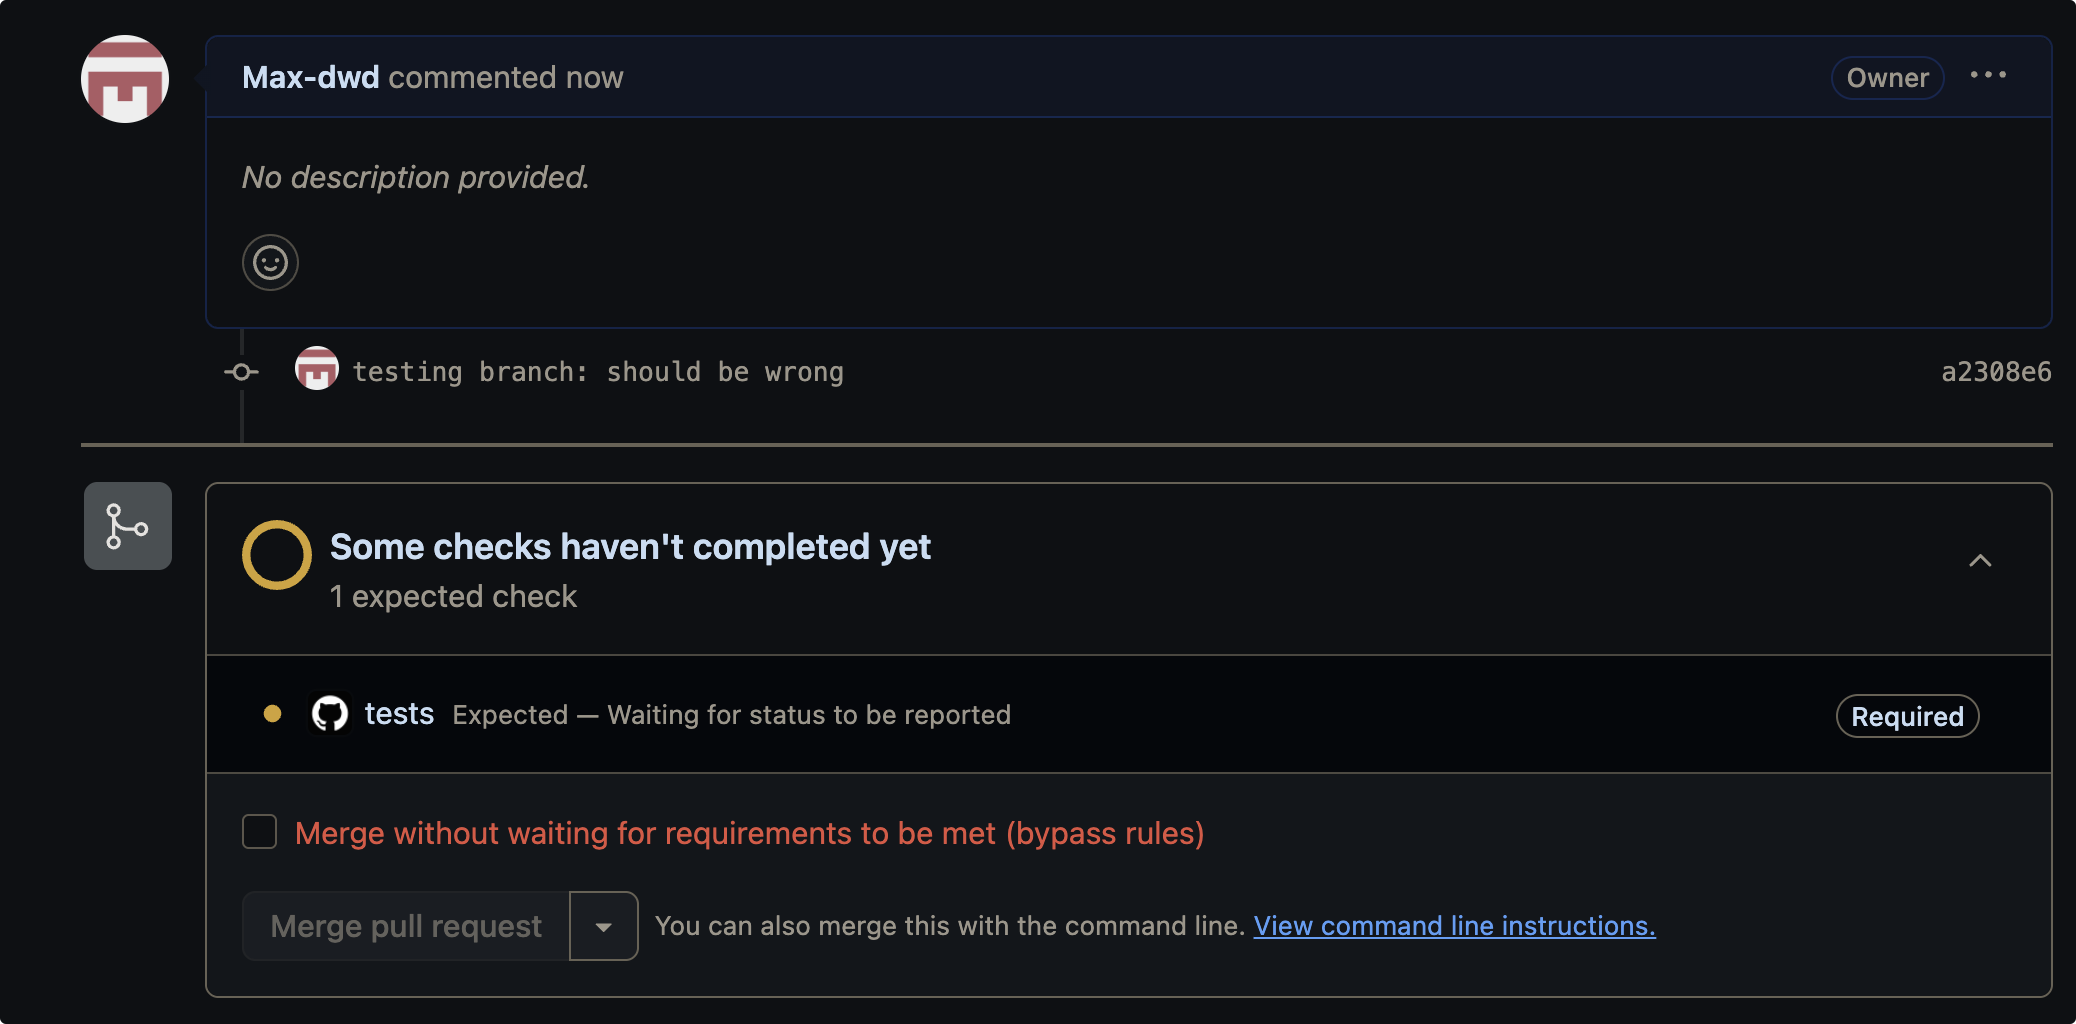 Max-dwd commented now
Owner
No description provided.
testing branch: should be wrong
a2308e6
Some checks haven't completed yet
1 expected check
tests Expected — Waiting for status to be reported
Required
Merge without waiting for requirements to be met (bypass rules)
Merge pull request
You can also merge this with the command line. View command line instructions.